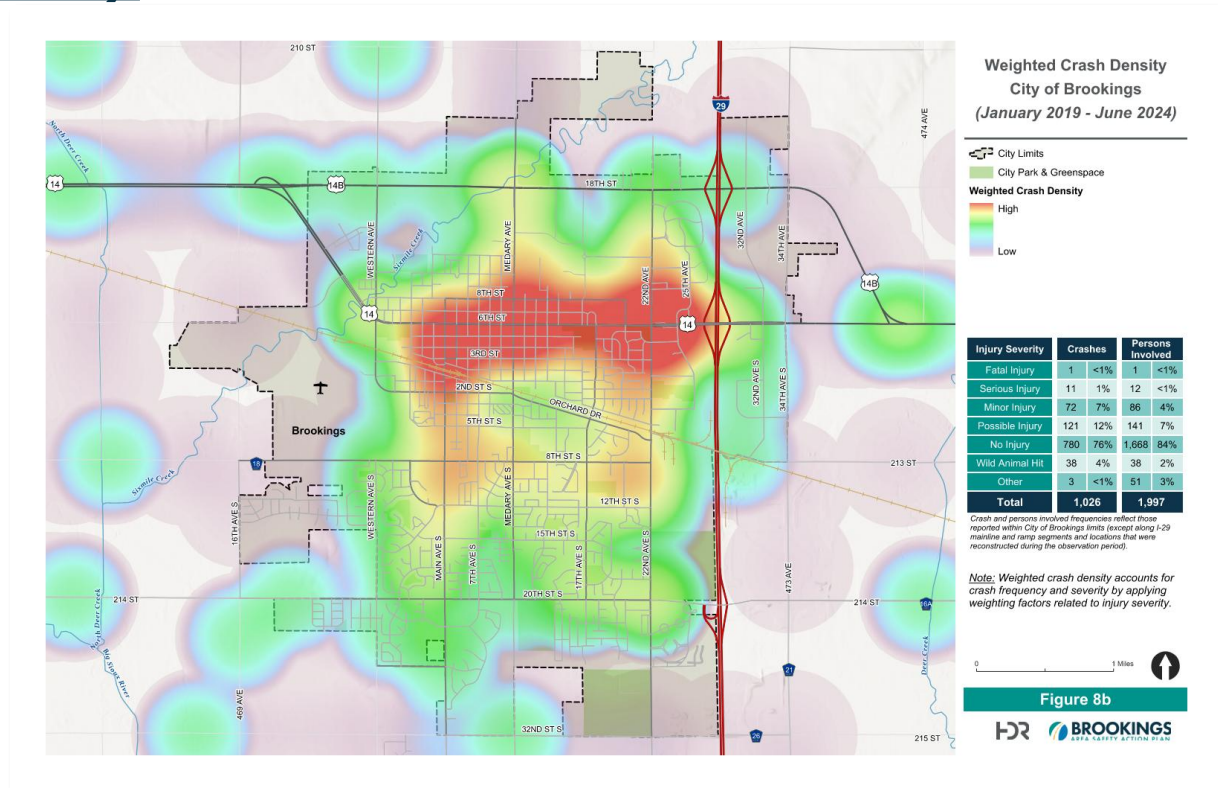 Weighted Crash Density
City of Brookings
(January 2019 - June 2024)
City Limits
City Park & Greenspace
Weighted Crash Density
High
Low
Injury Severity Crashes Persons Involved
Fatal Injury 1 <1% 1 <1%
Serious Injury 11 1% 12 <1%
Minor Injury 72 7% 86 4%
Possible Injury 121 12% 141 7%
No Injury 780 76% 1,668 84%
Wild Animal Hit 38 4% 38 2%
Other 3 <1% 51 3%
Total 1,026 1,997
Crash and persons involved frequencies reflect those
reported within City of Brookings limits (except along I-29
mainline and ramp segments and locations that were
reconstructed during the observation period).
Note: Weighted crash density accounts for
crash frequency and severity by applying
weighting factors related to injury severity.
0 1 Miles
Figure 8b
HDR BROOKINGS
AREA SAFETY ACTION PLAN
210 ST
29
474 AVE
North Deer Creek
14
14B
18TH ST
WESTERN AVE
Sixmile Creek
MEDARY AVE
32ND AVE
34TH AVE
22ND AVE
25TH AVE
14B
8TH ST
14
6TH ST
14
3RD ST
2ND ST S
ORCHARD DR
32ND AVE S
34TH AVE S
5TH ST S
Brookings
8TH ST S
213 ST
18
Sixmile Creek
12TH ST S
16TH AVE S
WESTERN AVE S
MEDARY AVE S
15TH ST S
MAIN AVE S
7TH AVE S
17TH AVE S
22ND AVE S
473 AVE
20TH ST S
214 ST
214 ST
16A
North Deer Creek
Big Sioux River
Deer Creek
21
469 AVE
32ND ST S
26
215 ST